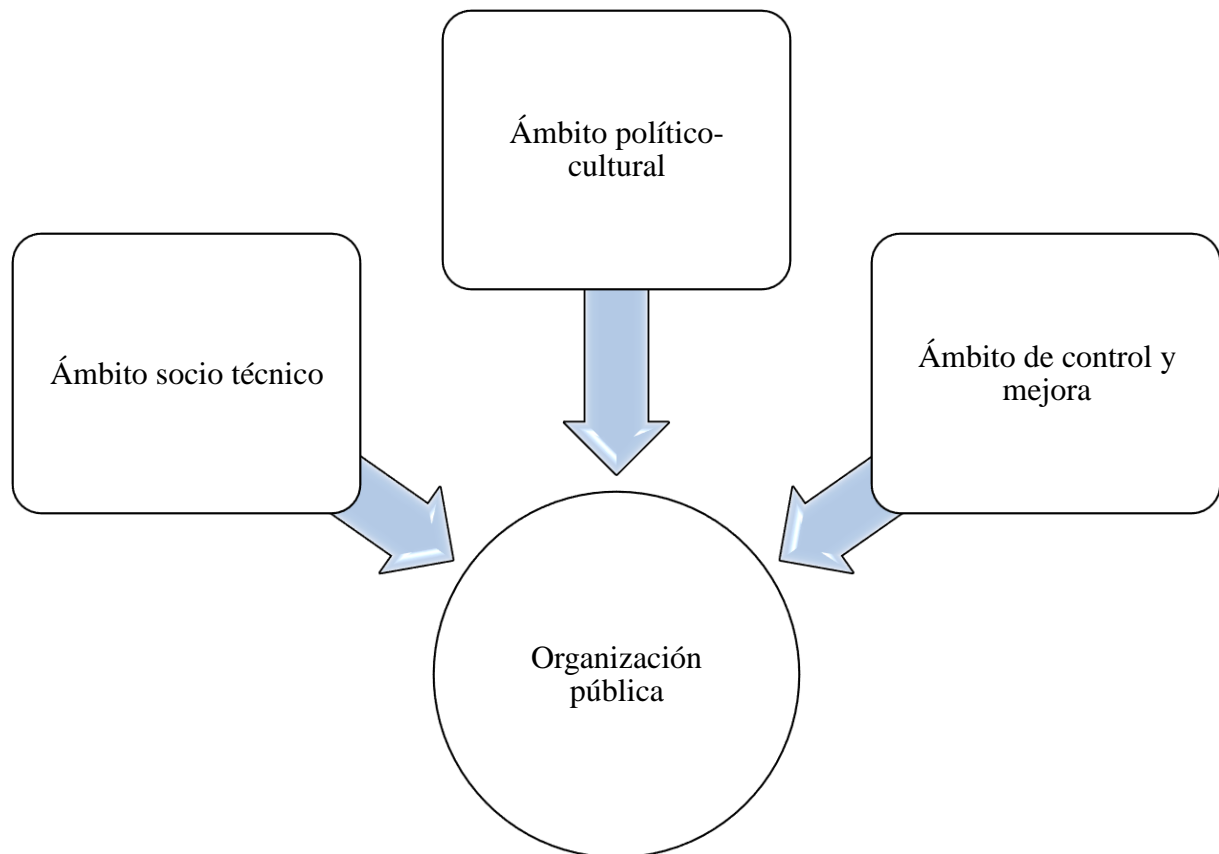 Ámbito político-
cultural
Ámbito socio técnico
Ámbito de control y
mejora
Organización
pública